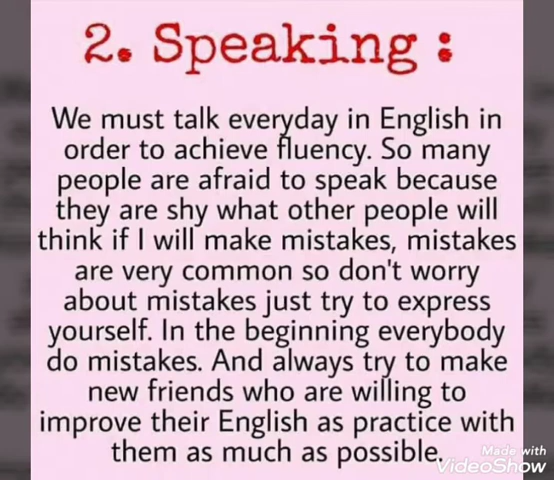 2. Speaking :
We must talk everyday in English in
order to achieve fluency. So many
people are afraid to speak because
they are shy what other people will
think if I will make mistakes, mistakes
are very common so don't worry
about mistakes just try to express
yourself. In the beginning everybody
do mistakes. And always try to make
new friends who are willing to
improve their English as practice with
them as much as possible.
Made with
VideoShow